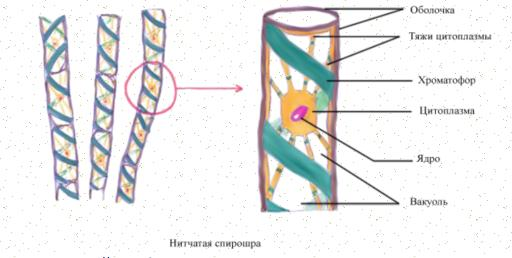 Оболочка
Тяжи цитоплазмы
Хроматофор
Цитоплазма
Ядро
Вакуоль
Нитчатая спирошра